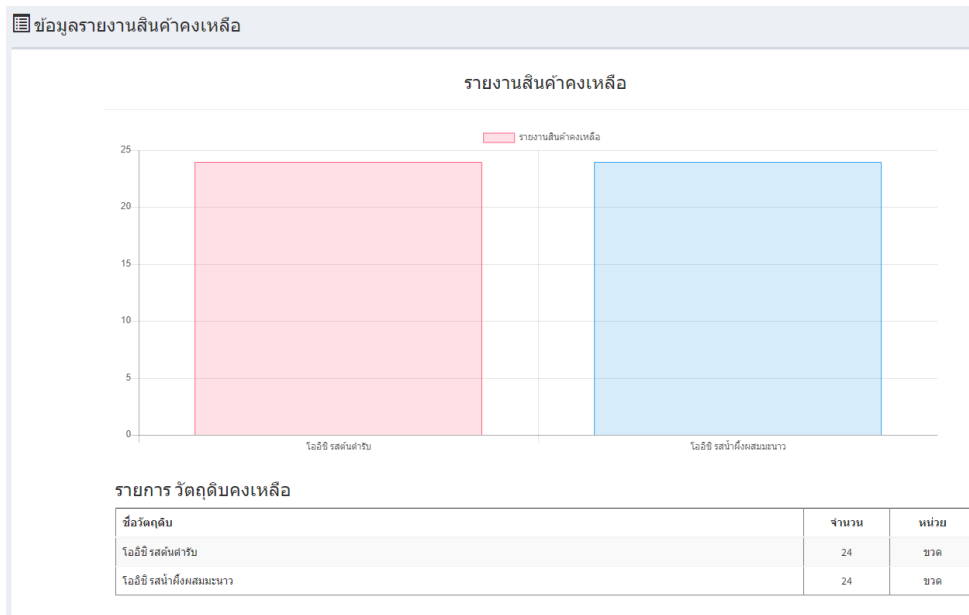 ข้อมูลรายงานสินค้าคงเหลือ
รายงานสินค้าคงเหลือ
รายงานสินค้าคงเหลือ
25
20
15
10
5
0
โออิชิ รสต้นตำรับ โออิชิ รสน้ำผึ้งผสมมะนาว
รายการ วัตถุดิบคงเหลือ
ชื่อวัตถุดิบ จำนวน หน่วย
โออิชิ รสต้นตำรับ 24 ขวด
โออิชิ รสน้ำผึ้งผสมมะนาว 24 ขวด